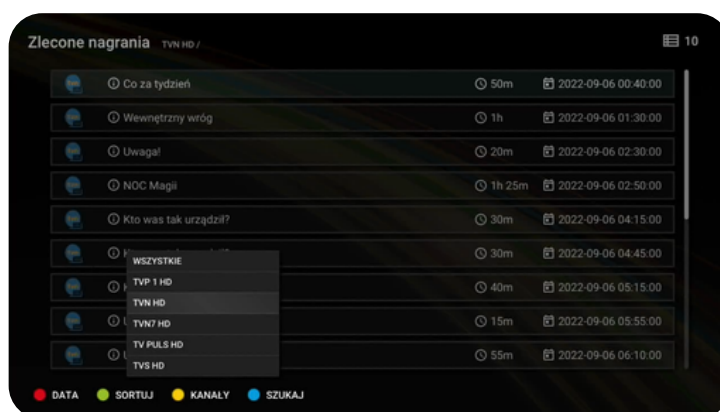 Zlecone nagrania TVN HD / 10
Co za tydzień 50m 2022-09-06 00:40:00
Wewnętrzny wróg 1h 2022-09-06 01:30:00
Uwaga! 20m 2022-09-06 02:30:00
NOC Magii 1h 25m 2022-09-06 02:50:00
Kto was tak urządził? 30m 2022-09-06 04:15:00
30m 2022-09-06 04:45:00
40m 2022-09-06 05:15:00
15m 2022-09-06 05:55:00
55m 2022-09-06 06:10:00
WSZYSTKIE
TVP 1 HD
TVN HD
TVN7 HD
TV PULS HD
TVS HD
DATA SORTUJ KANAŁY SZUKAJ